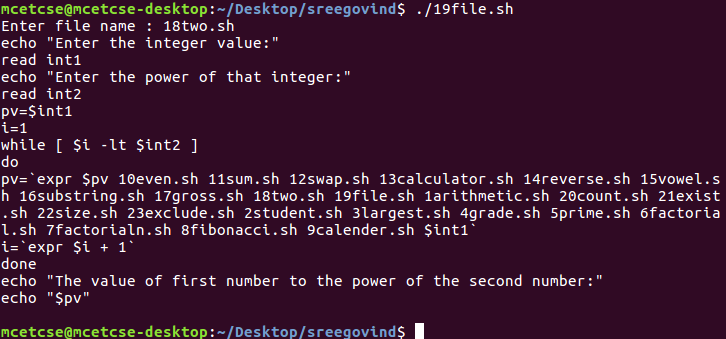 mcetcse@mcetcse-desktop:~/Desktop/sreegovind$ ./19file.sh
Enter file name : 18two.sh
echo "Enter the integer value:"
read int1
echo "Enter the power of that integer:"
read int2
pv=$int1
i=1
while [ $i -lt $int2 ]
do
pv=`expr $pv 10even.sh 11sum.sh 12swap.sh 13calculator.sh 14reverse.sh 15vowel.s
h 16substring.sh 17gross.sh 18two.sh 19file.sh 1arithmetic.sh 20count.sh 21exist
.sh 22size.sh 23exclude.sh 2student.sh 3largest.sh 4grade.sh 5prime.sh 6factoria
l.sh 7factorialn.sh 8fibonacci.sh 9calender.sh $int1`
i=`expr $i + 1`
done
echo "The value of first number to the power of the second number:"
echo "$pv"
mcetcse@mcetcse-desktop:~/Desktop/sreegovind$